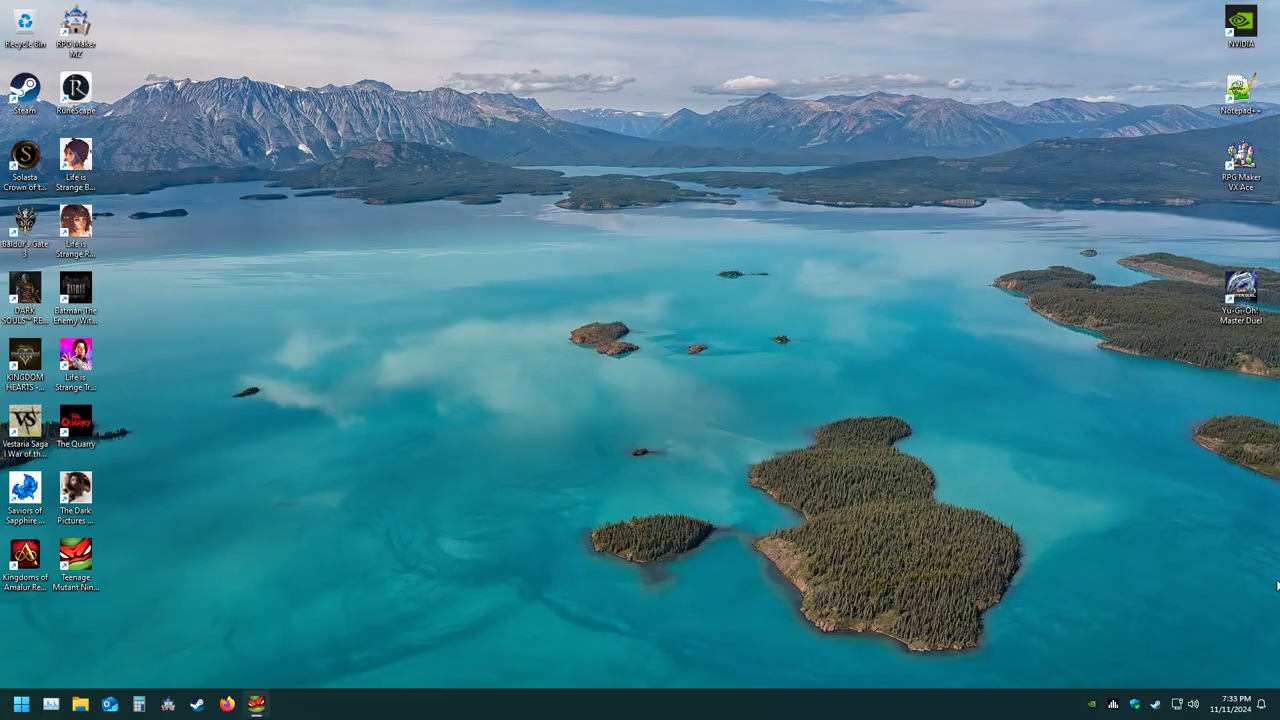 Recycle Bin
RPG Maker
MZ
Steam
RuneScape
Solasta
Crown of t...
Life is
Strange B...
Baldur's Gate
3
Life is
Strange R...
DARK
SOULS™ RE...
Batman The
Enemy Wit...
KINGDOM
HEARTS -...
Life is
Strange Tr...
Vestaria Saga
I War of th...
The Quarry
Saviors of
Sapphire ...
The Dark
Pictures ...
Kingdoms of
Amalur Re...
Teenage
Mutant Nin...
NVIDIA
Notepad++
RPG Maker
VX Ace
Yu-Gi-Oh!
Master Duel
7:33 PM
11/11/2024